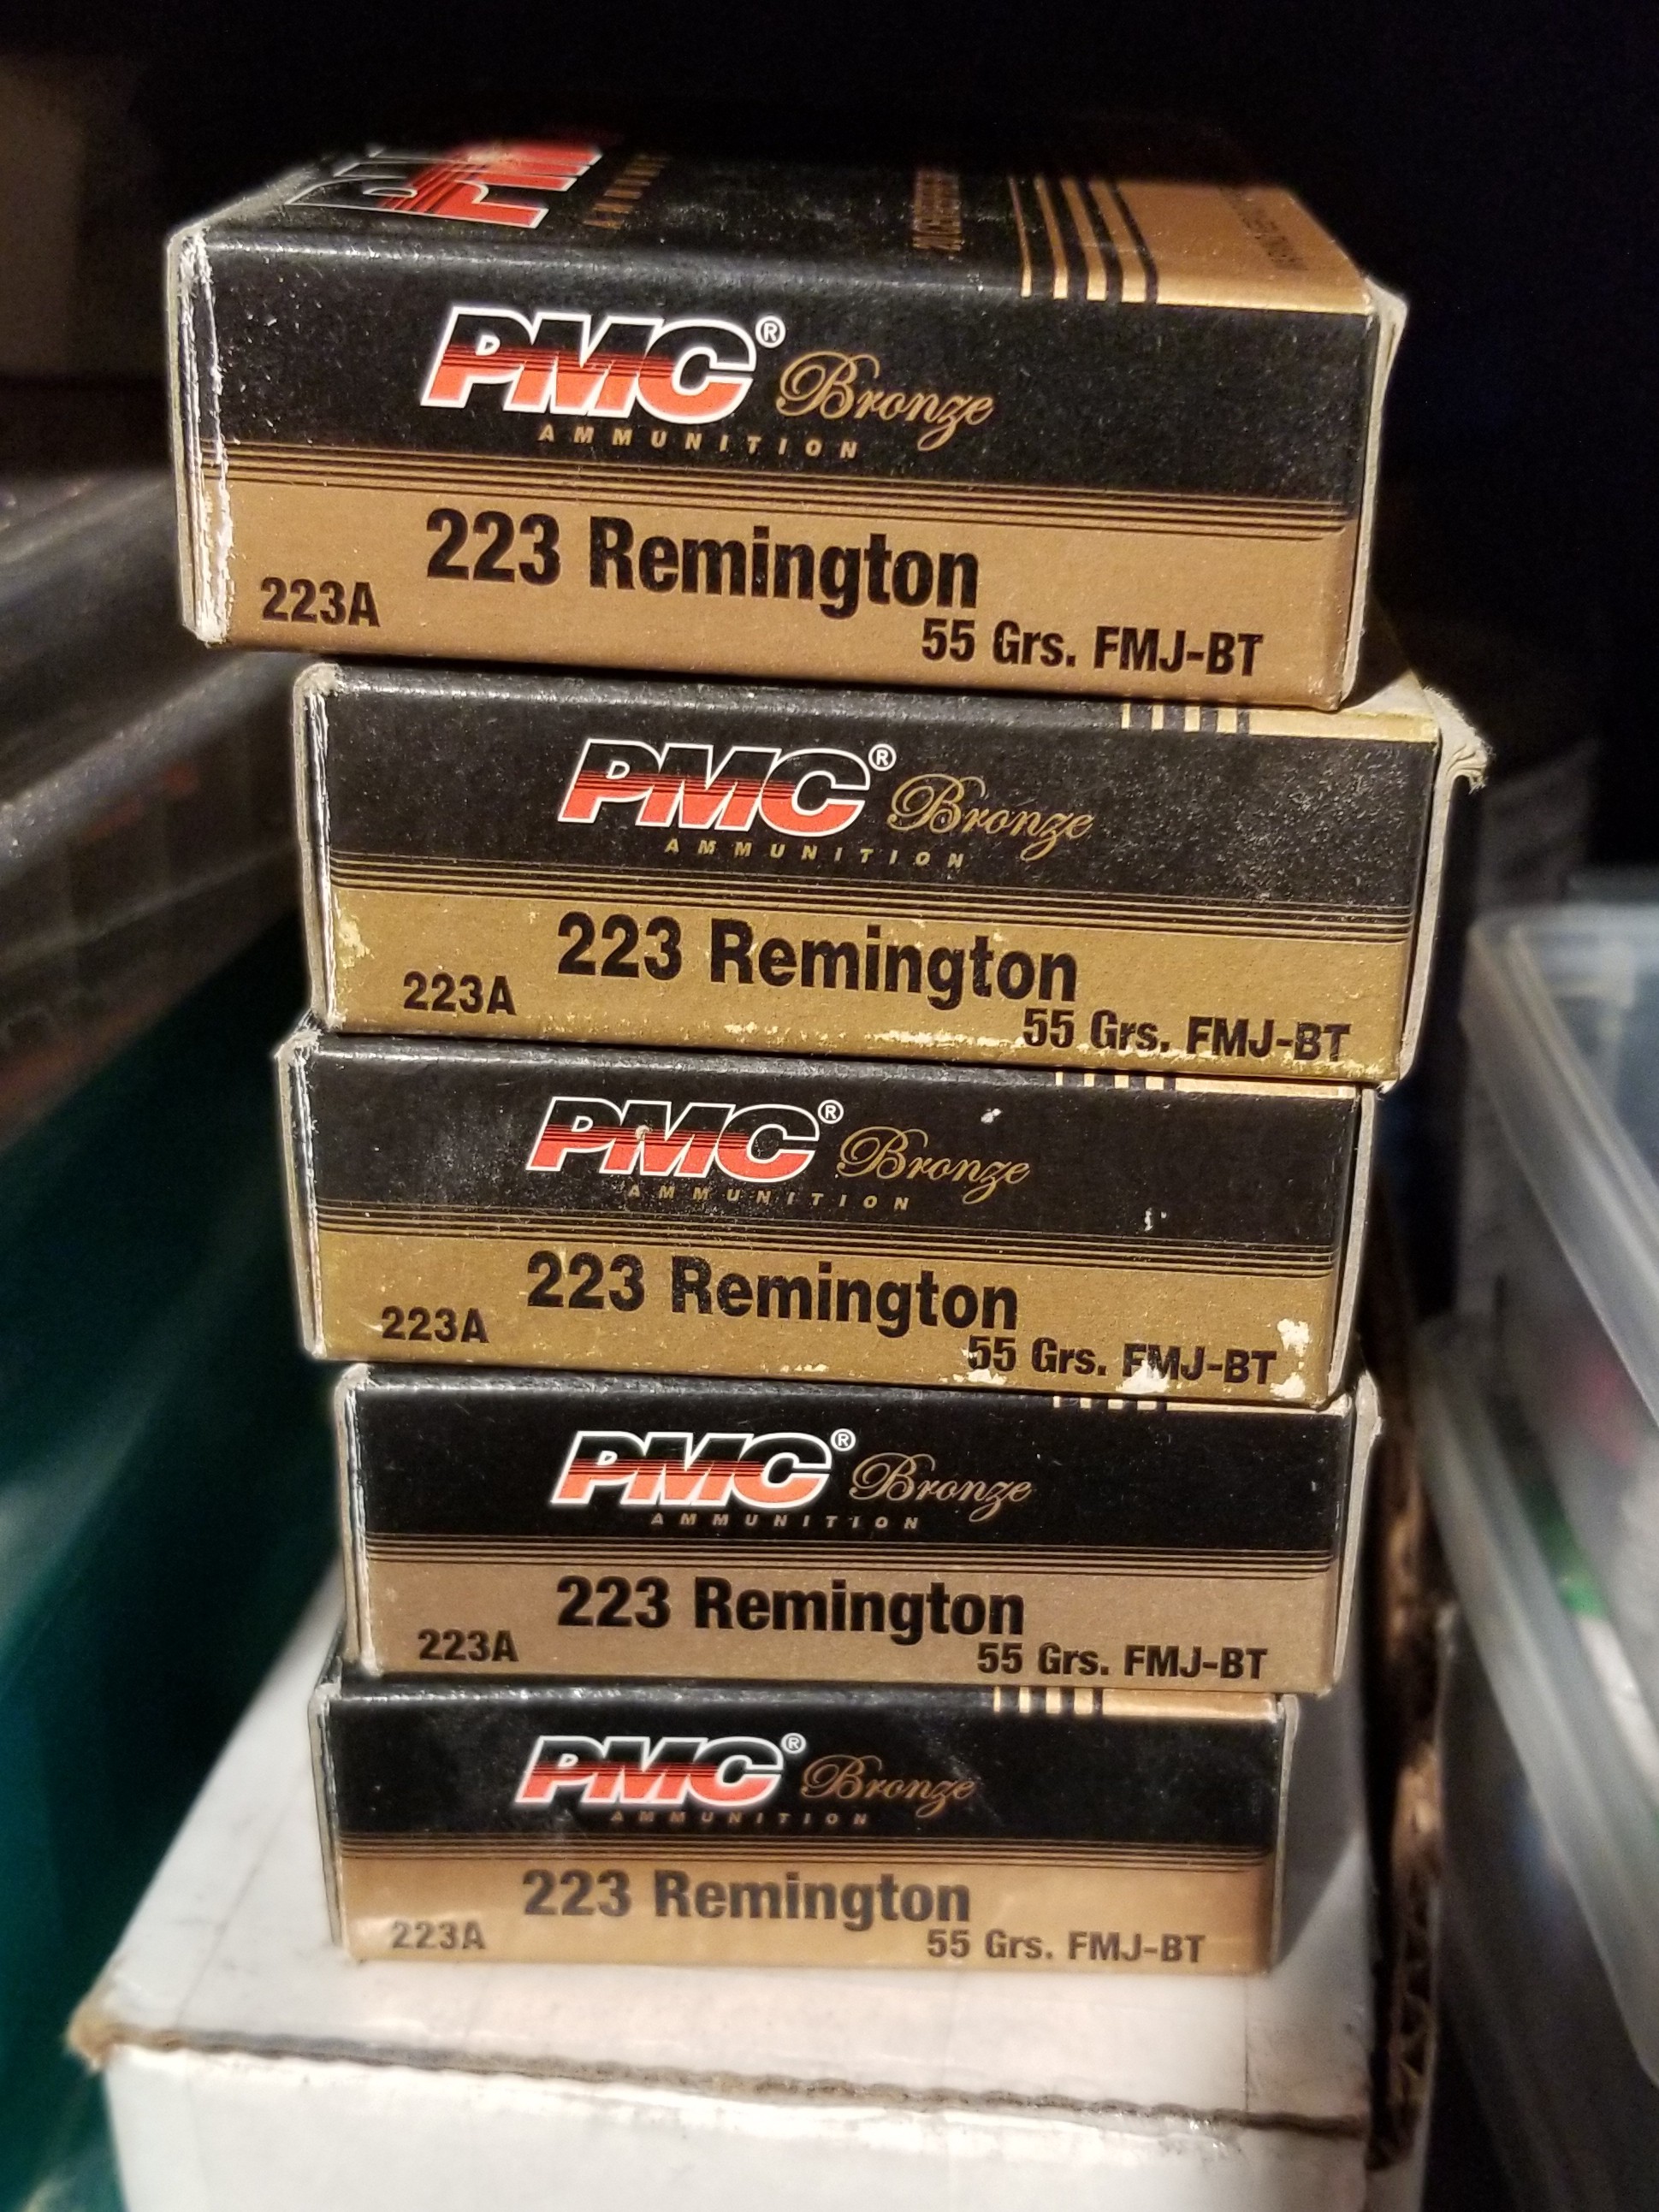 PMC® Bronze
AMMUNITION
223 Remington
223A
55 Grs. FMJ-BT
PMC® Bronze
AMMUNITION
223 Remington
223A
55 Grs. FMJ-BT
PMC® Bronze
AMMUNITION
223 Remington
223A
55 Grs. FMJ-BT
PMC® Bronze
AMMUNITION
223 Remington
223A
55 Grs. FMJ-BT
PMC® Bronze
AMMUNITION
223 Remington
223A
55 Grs. FMJ-BT